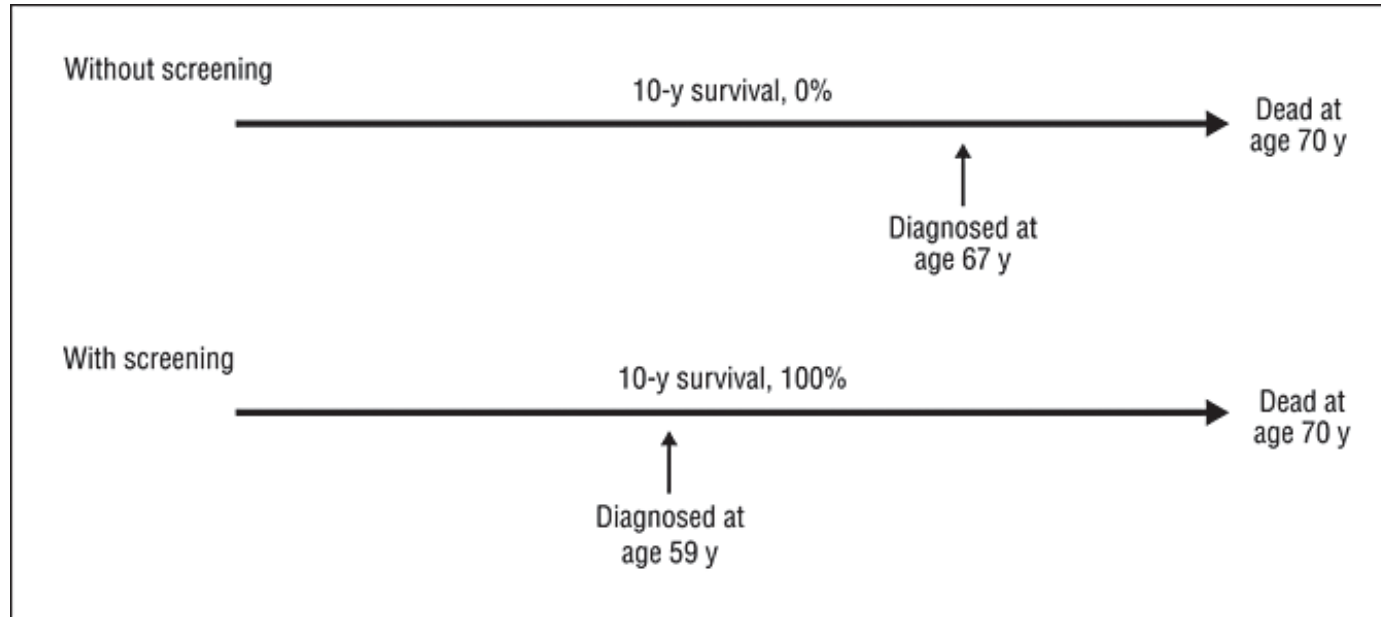 Without screening
10-y survival, 0%
Dead at
age 70 y
Diagnosed at
age 67 y
With screening
10-y survival, 100%
Dead at
age 70 y
Diagnosed at
age 59 y